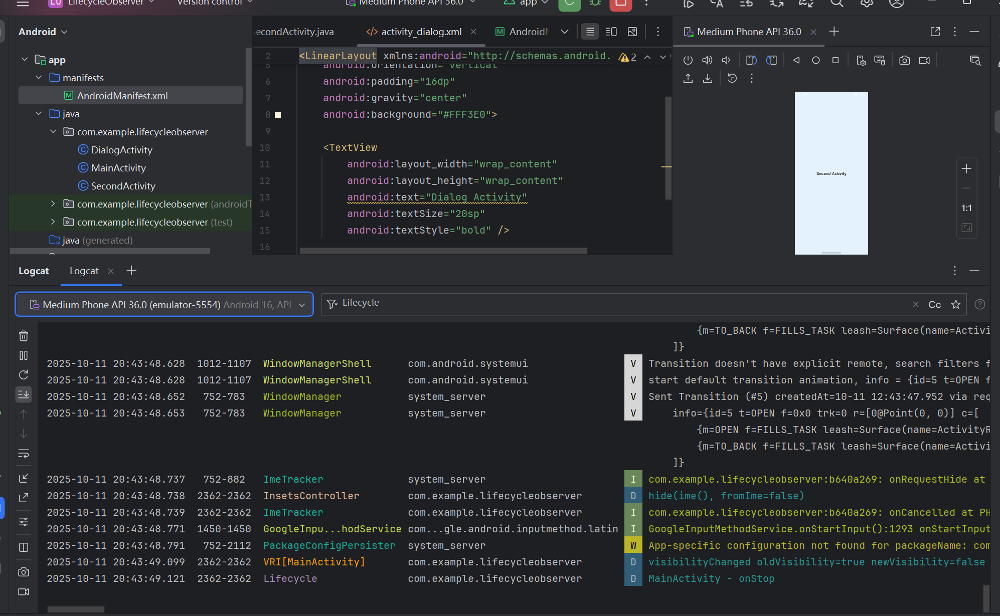 LU LifecycleObserver Version control Medium Phone API 36.0 app
Android
app
manifests
AndroidManifest.xml
java
com.example.lifecycleobserver
DialogActivity
MainActivity
SecondActivity
com.example.lifecycleobserver (androidT
com.example.lifecycleobserver (test)
java (generated)
econdActivity.java activity_dialog.xml Android
2 <LinearLayout xmlns:android="http://schemas.android. 2
5 android:orientation="vertical"
6 android:padding="16dp"
7 android:gravity="center"
8 android:background="#FFF3E0">
9
10 <TextView
11 android:layout_width="wrap_content"
12 android:layout_height="wrap_content"
13 android:text="Dialog Activity"
14 android:textSize="20sp"
15 android:textStyle="bold" />
16
Medium Phone API 36.0
Second Activity
1:1
Logcat Logcat
Medium Phone API 36.0 (emulator-5554) Android 16, API
Lifecycle Cc
{m=TO_BACK f=FILLS_TASK leash=Surface(name=Activi
]}
2025-10-11 20:43:48.628 1012-1107 WindowManagerShell com.android.systemui V Transition doesn't have explicit remote, search filters f
2025-10-11 20:43:48.628 1012-1107 WindowManagerShell com.android.systemui V start default transition animation, info = {id=5 t=OPEN f
2025-10-11 20:43:48.652 752-783 WindowManager system_server V Sent Transition (#5) createdAt=10-11 12:43:47.952 via req
2025-10-11 20:43:48.653 752-783 WindowManager system_server V info={id=5 t=OPEN f=0x0 trk=0 r=[0@Point(0, 0)] c=[
{m=OPEN f=FILLS_TASK leash=Surface(name=ActivityR
{m=TO_BACK f=FILLS_TASK leash=Surface(name=Activi
]}
2025-10-11 20:43:48.737 752-882 ImeTracker system_server I com.example.lifecycleobserver:b640a269: onRequestHide at
2025-10-11 20:43:48.738 2362-2362 InsetsController com.example.lifecycleobserver D hide(ime(), fromIme=false)
2025-10-11 20:43:48.739 2362-2362 ImeTracker com.example.lifecycleobserver I com.example.lifecycleobserver:b640a269: onCancelled at PH
2025-10-11 20:43:48.771 1450-1450 GoogleInpu...hodService com...gle.android.inputmethod.latin I GoogleInputMethodService.onStartInput():1293 onStartInput
2025-10-11 20:43:48.791 752-2112 PackageConfigPersister system_server W App-specific configuration not found for packageName: com
2025-10-11 20:43:49.099 2362-2362 VRI[MainActivity] com.example.lifecycleobserver D visibilityChanged oldVisibility=true newVisibility=false
2025-10-11 20:43:49.121 2362-2362 Lifecycle com.example.lifecycleobserver D MainActivity - onStop